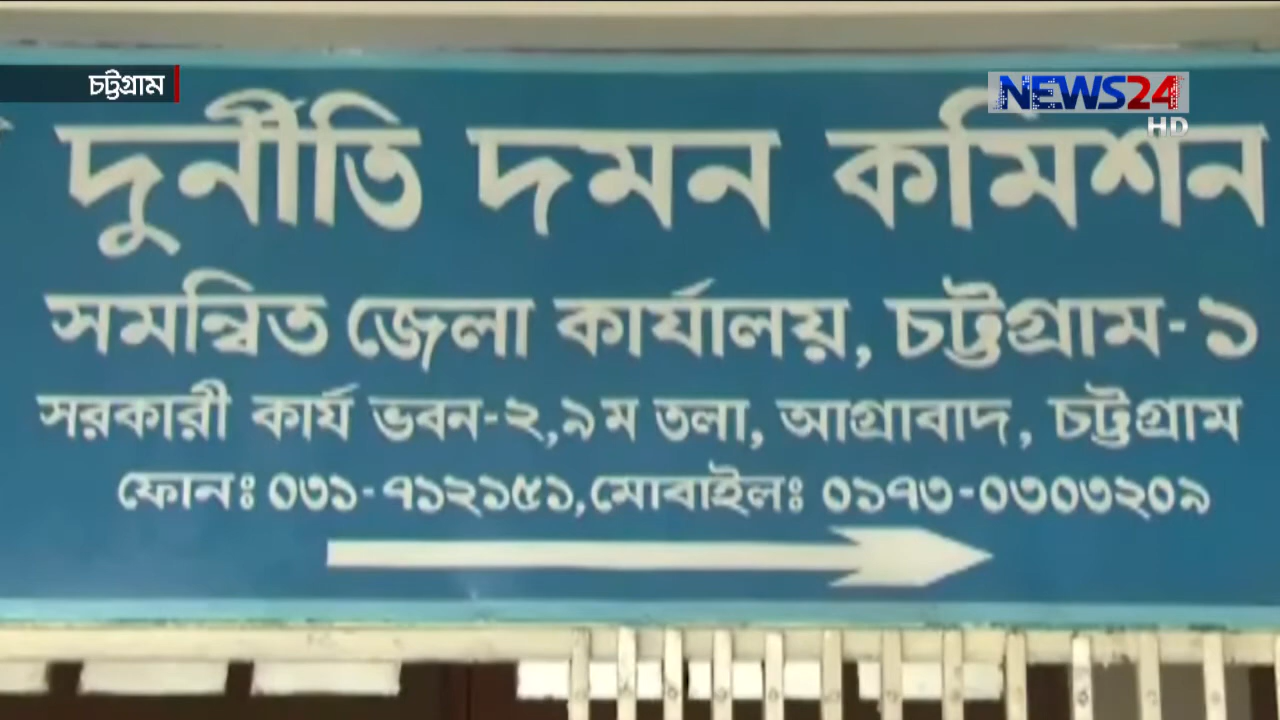 চট্টগ্রাম
NEWS24
HD
দুর্নীতি দমন কমিশন
সমন্বিত জেলা কার্যালয়, চট্টগ্রাম-১
সরকারী কার্য ভবন-২,৯ম তলা, আগ্রাবাদ, চট্টগ্রাম
ফোনঃ ০৩১-৭১২১৫১, মোবাইলঃ ০১৭৩-০৩০৩২০৯